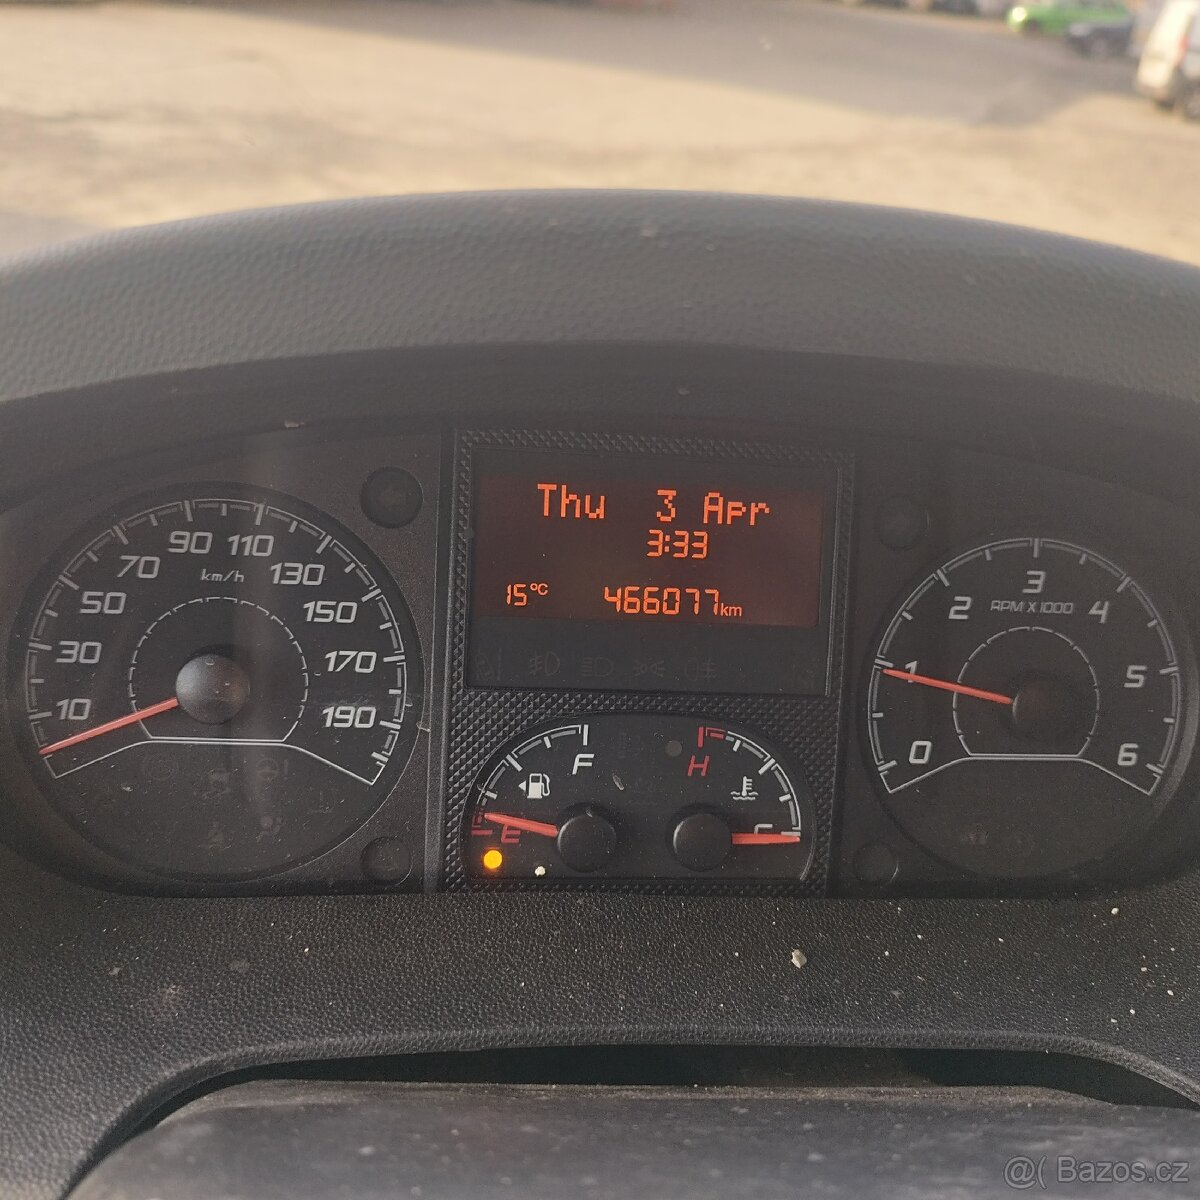 Thu 3 Apr
3:33
15°C 466077km
10 30 50 70 90 110 130 150 170 190
km/h
E F
H C
0 1 2 3 4 5 6
RPM X 1000
@( Bazos.cz